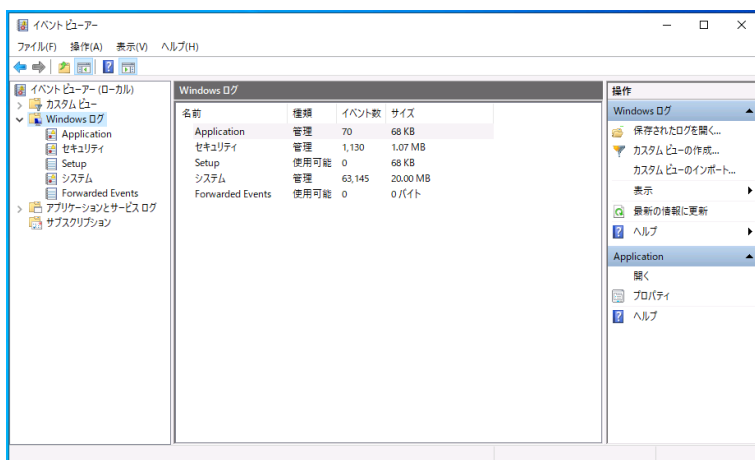 イベント ビューアー
ファイル(F) 操作(A) 表示(V) ヘルプ(H)
イベント ビューアー (ローカル)
カスタム ビュー
Windows ログ
Application
セキュリティ
Setup
システム
Forwarded Events
アプリケーションとサービス ログ
サブスクリプション
Windows ログ
名前 種類 イベント数 サイズ
Application 管理 70 68 KB
セキュリティ 管理 1,130 1.07 MB
Setup 使用可能 0 68 KB
システム 管理 63,145 20.00 MB
Forwarded Events 使用可能 0 0 バイト
操作
Windows ログ
保存されたログを開く...
カスタム ビューの作成...
カスタム ビューのインポート...
表示
最新の情報に更新
ヘルプ
Application
開く
プロパティ
ヘルプ